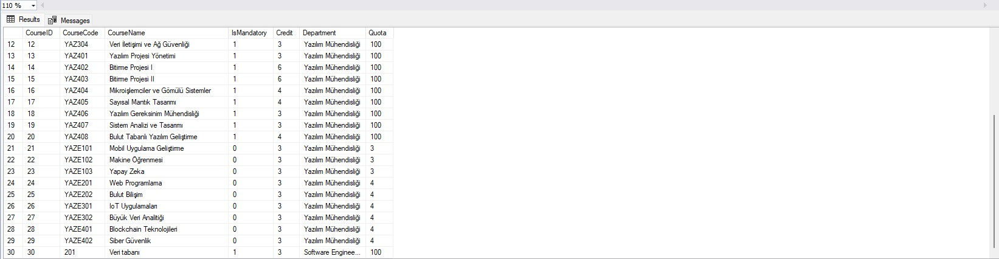 110 %
Results Messages
CourseID CourseCode CourseName IsMandatory Credit Department Quota
12 12 YAZ304 Veri İletişimi ve Ağ Güvenliği 1 3 Yazılım Mühendisliği 100
13 13 YAZ401 Yazılım Projesi Yönetimi 1 3 Yazılım Mühendisliği 100
14 14 YAZ402 Bitirme Projesi I 1 6 Yazılım Mühendisliği 100
15 15 YAZ403 Bitirme Projesi II 1 6 Yazılım Mühendisliği 100
16 16 YAZ404 Mikroişlemciler ve Gömülü Sistemler 1 4 Yazılım Mühendisliği 100
17 17 YAZ405 Sayısal Mantık Tasarımı 1 4 Yazılım Mühendisliği 100
18 18 YAZ406 Yazılım Gereksinim Mühendisliği 1 3 Yazılım Mühendisliği 100
19 19 YAZ407 Sistem Analizi ve Tasarımı 1 3 Yazılım Mühendisliği 100
20 20 YAZ408 Bulut Tabanlı Yazılım Geliştirme 1 4 Yazılım Mühendisliği 100
21 21 YAZE101 Mobil Uygulama Geliştirme 0 3 Yazılım Mühendisliği 3
22 22 YAZE102 Makine Öğrenmesi 0 3 Yazılım Mühendisliği 3
23 23 YAZE103 Yapay Zeka 0 3 Yazılım Mühendisliği 3
24 24 YAZE201 Web Programlama 0 3 Yazılım Mühendisliği 4
25 25 YAZE202 Bulut Bilişim 0 3 Yazılım Mühendisliği 4
26 26 YAZE301 IoT Uygulamaları 0 3 Yazılım Mühendisliği 4
27 27 YAZE302 Büyük Veri Analitiği 0 3 Yazılım Mühendisliği 4
28 28 YAZE401 Blockchain Teknolojileri 0 3 Yazılım Mühendisliği 4
29 29 YAZE402 Siber Güvenlik 0 3 Yazılım Mühendisliği 4
30 30 201 Veri tabanı 1 3 Software Enginee... 100